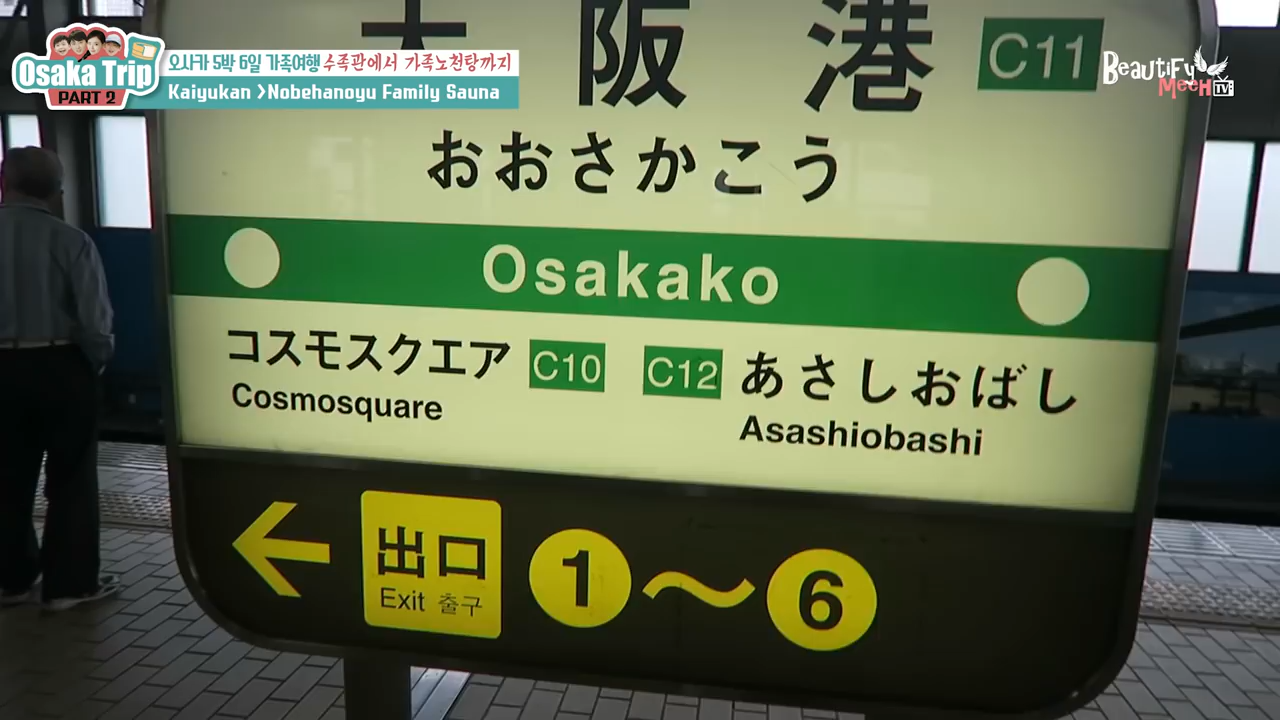 Osaka Trip
PART 2
오사카 5박 6일 가족여행 수족관에서 가족노천탕까지
Kaiyukan >Nobehanoyu Family Sauna
BeautifyMeeH TV
大阪港 C11
おおさかこう
Osakako
コスモスクエア C10
Cosmosquare
C12 あさしおばし
Asashiobashi
← 出口 1～6
Exit 출구